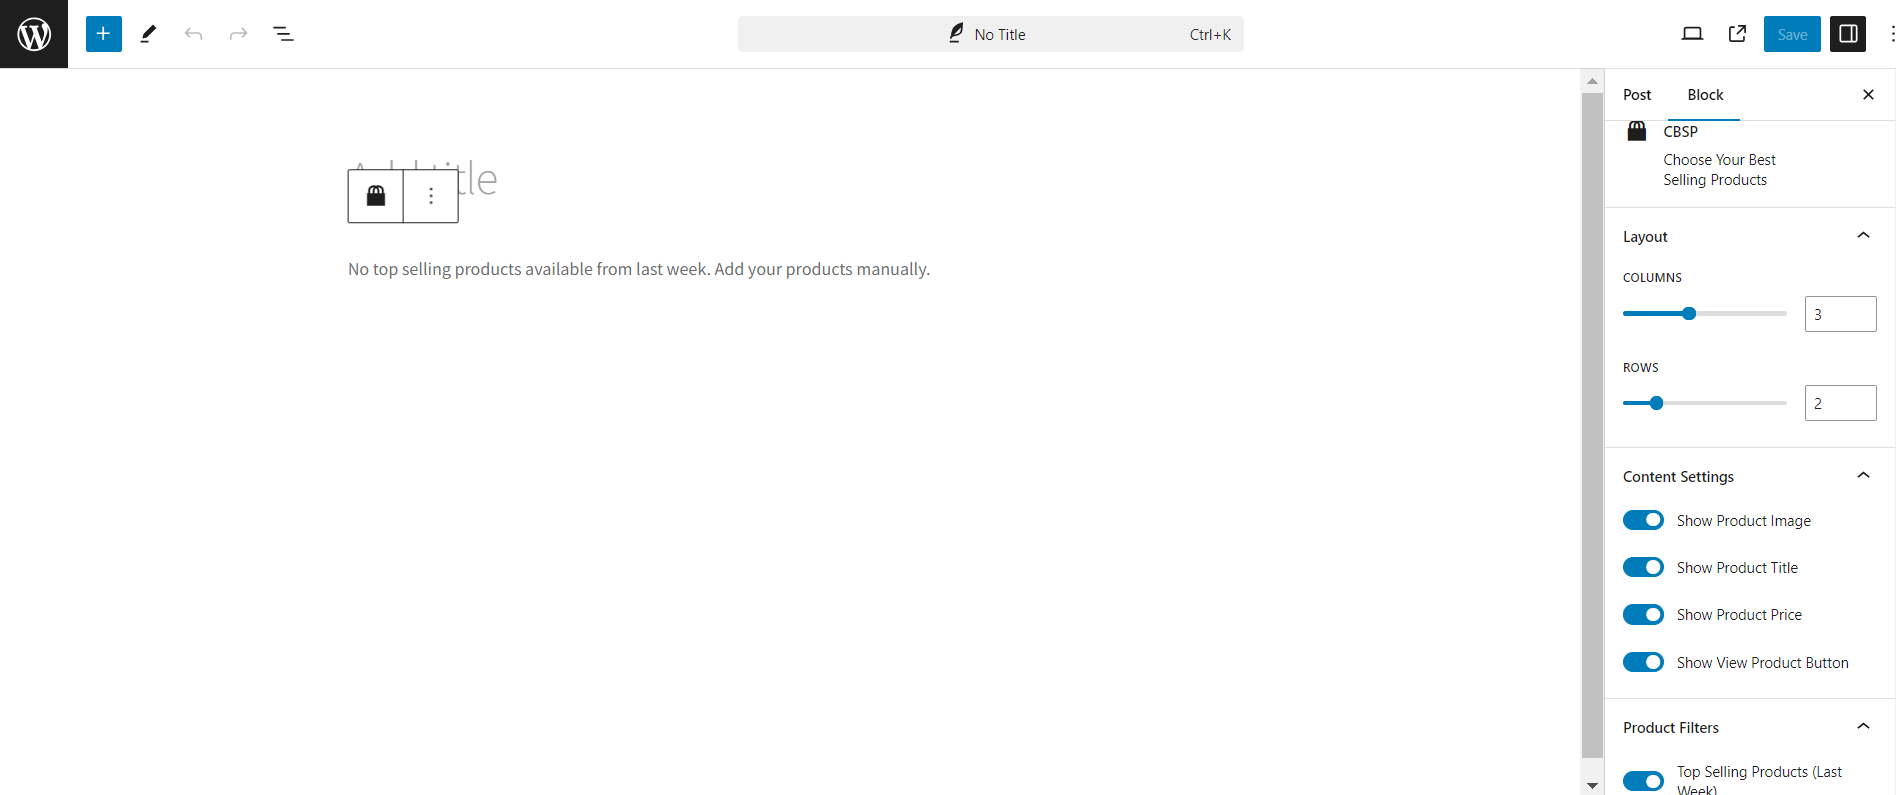 No Title
Ctrl+K
Save
Add title
No top selling products available from last week. Add your products manually.
Post
Block
CBSP
Choose Your Best
Selling Products
Layout
COLUMNS
3
ROWS
2
Content Settings
Show Product Image
Show Product Title
Show Product Price
Show View Product Button
Product Filters
Top Selling Products (Last
Week)